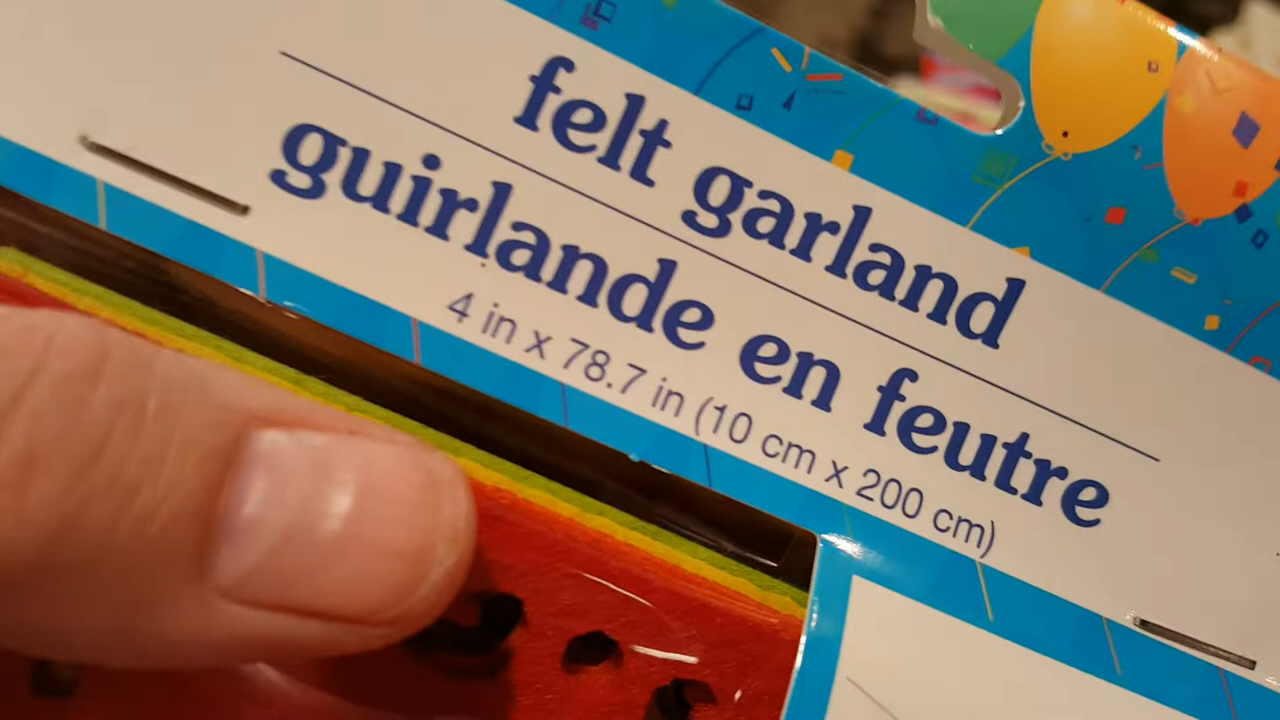 felt garland
guirlande en feutre
4 in x 78.7 in (10 cm x 200 cm)